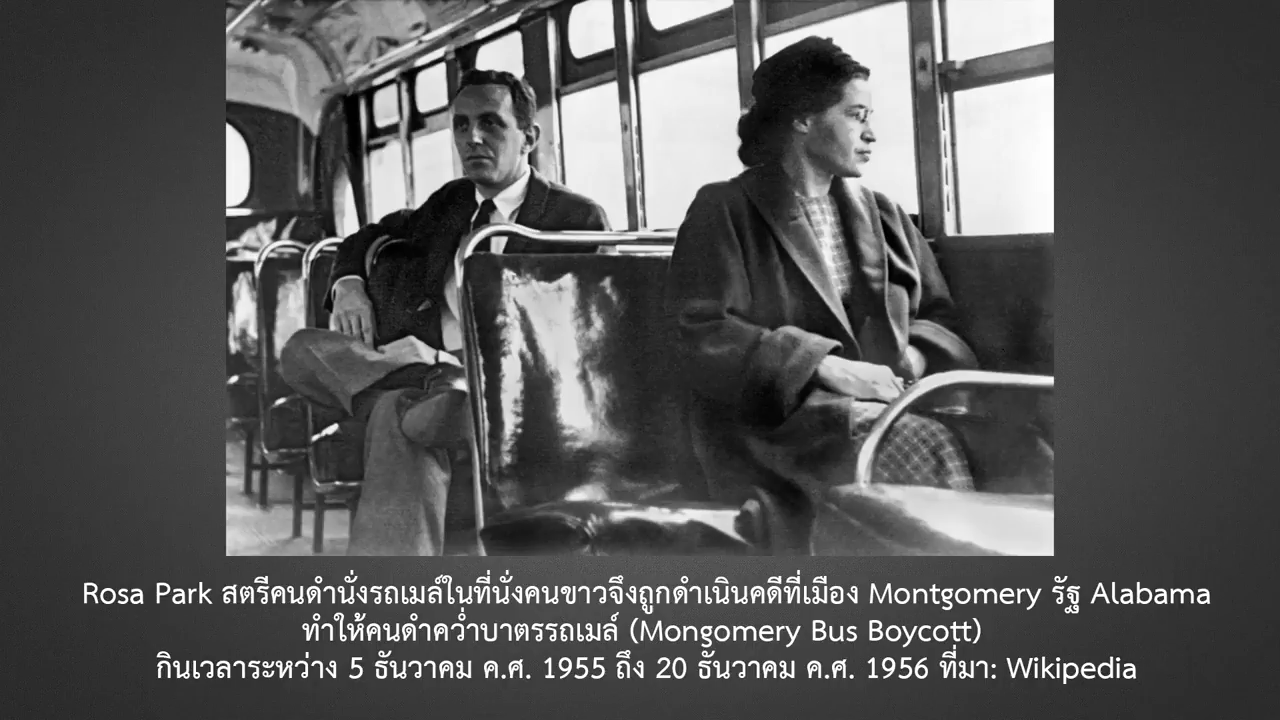 Rosa Park สตรีคนดำนั่งรถเมล์ในที่นั่งคนขาวจึงถูกดำเนินคดีที่เมือง Montgomery รัฐ Alabama
ทำให้คนดำคว่ำบาตรรถเมล์ (Mongomery Bus Boycott)
กินเวลาระหว่าง 5 ธันวาคม ค.ศ. 1955 ถึง 20 ธันวาคม ค.ศ. 1956 ที่มา: Wikipedia